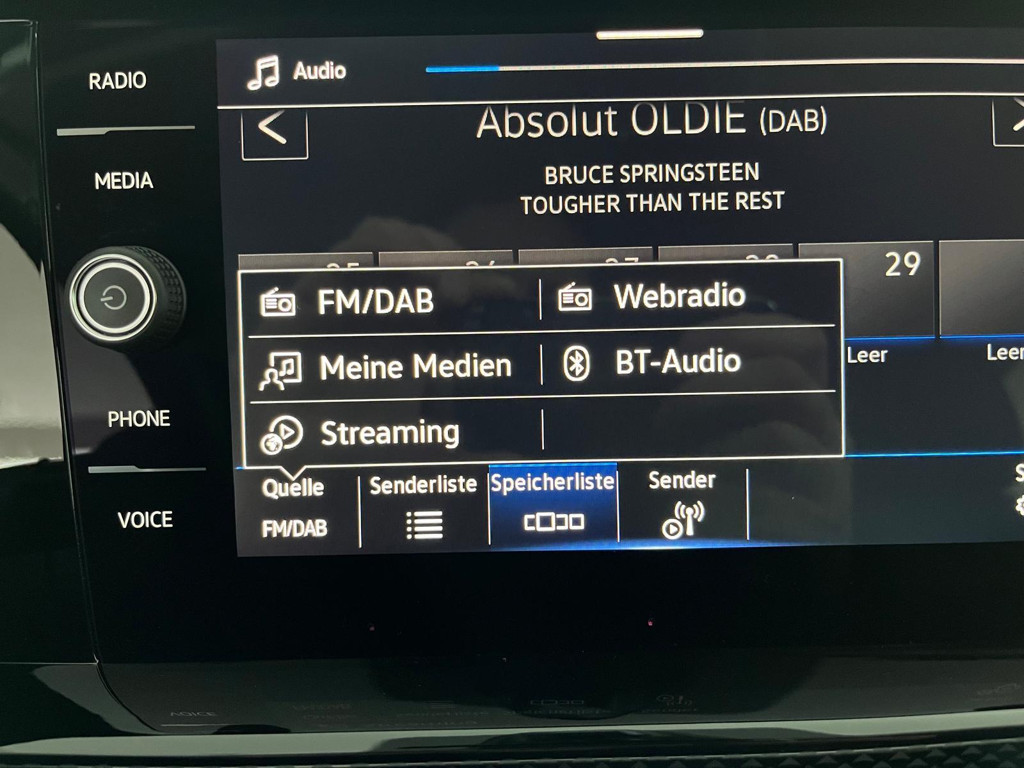 RADIO
MEDIA
PHONE
VOICE
Audio
Absolut OLDIE (DAB)
BRUCE SPRINGSTEEN
TOUGHER THAN THE REST
29
FM/DAB
Webradio
Meine Medien
BT-Audio
Streaming
Leer
Leer
Quelle
FM/DAB
Senderliste
Speicherliste
Sender